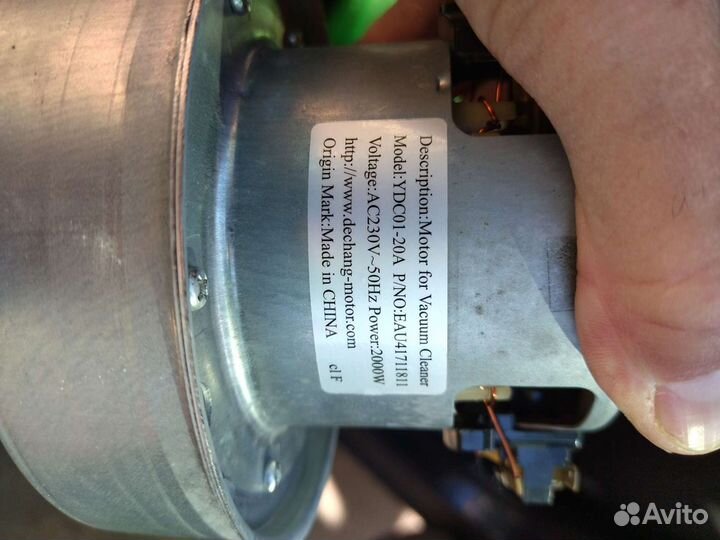 Description:Motor for Vacuum Cleaner
Model:YDC01-20A P/NO:EAU41711811
Voltage:AC230V~50Hz Power:2000W
http://www.dechang-motor.com
Origin Mark:Made in CHINA cl F
Avito